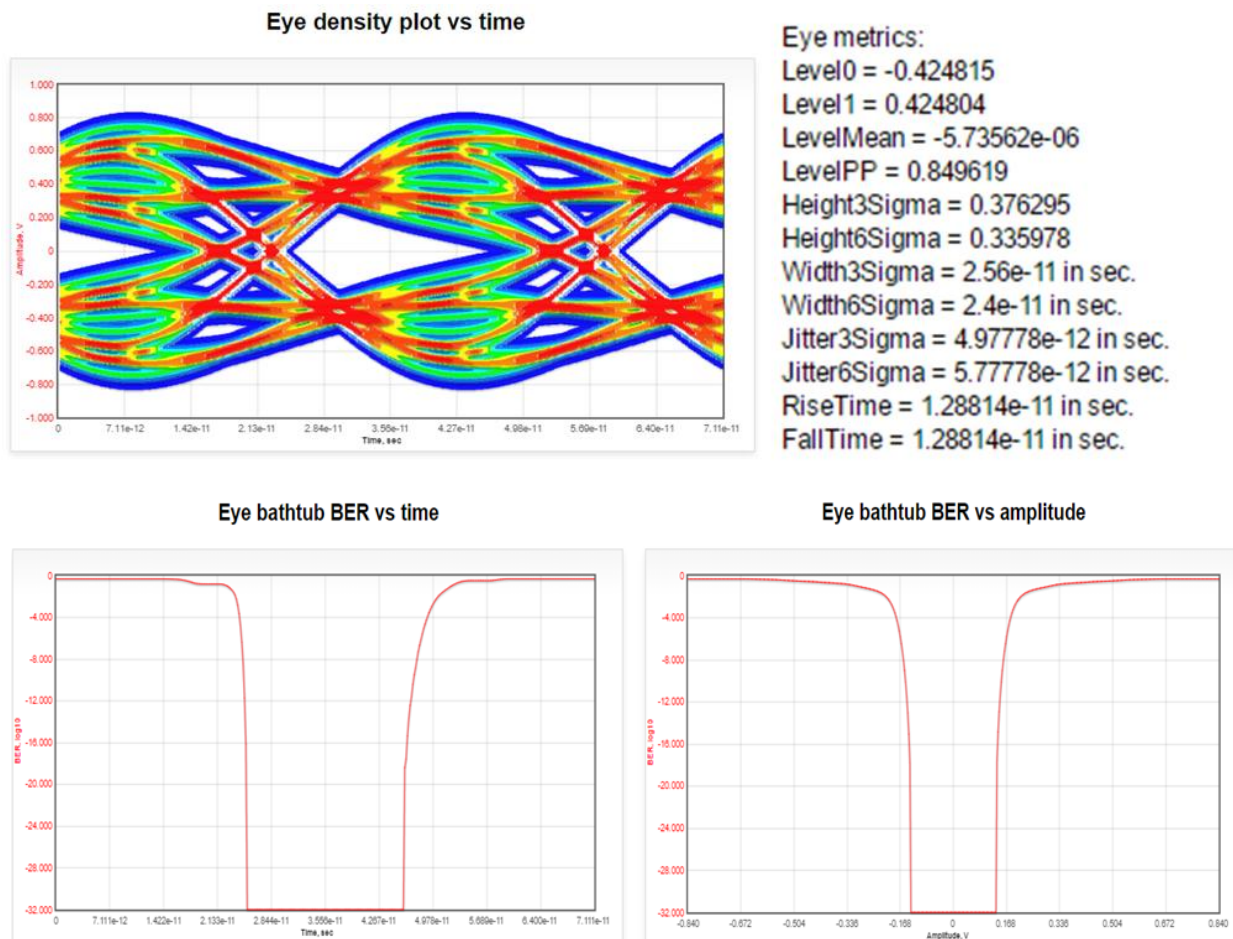 Eye density plot vs time
1.000
0.800
0.600
0.400
0.200
0
-0.200
-0.400
-0.600
-0.800
-1.000
Amplitude, V
0 7.11e-12 1.42e-11 2.13e-11 2.84e-11 3.56e-11 4.27e-11 4.98e-11 5.69e-11 6.40e-11 7.11e-11
Time, sec
Eye metrics:
Level0 = -0.424815
Level1 = 0.424804
LevelMean = -5.73562e-06
LevelPP = 0.849619
Height3Sigma = 0.376295
Height6Sigma = 0.335978
Width3Sigma = 2.56e-11 in sec.
Width6Sigma = 2.4e-11 in sec.
Jitter3Sigma = 4.97778e-12 in sec.
Jitter6Sigma = 5.77778e-12 in sec.
RiseTime = 1.28814e-11 in sec.
FallTime = 1.28814e-11 in sec.
Eye bathtub BER vs time
0
-4.000
-8.000
-12.000
-16.000
-20.000
-24.000
-28.000
-32.000
BER, log10
0 7.111e-12 1.422e-11 2.133e-11 2.844e-11 3.556e-11 4.267e-11 4.978e-11 5.689e-11 6.400e-11 7.111e-11
Time, sec
Eye bathtub BER vs amplitude
0
-4.000
-8.000
-12.000
-16.000
-20.000
-24.000
-28.000
-32.000
BER, log10
-0.840 -0.672 -0.504 -0.336 -0.168 0 0.168 0.336 0.504 0.672 0.840
Amplitude, V